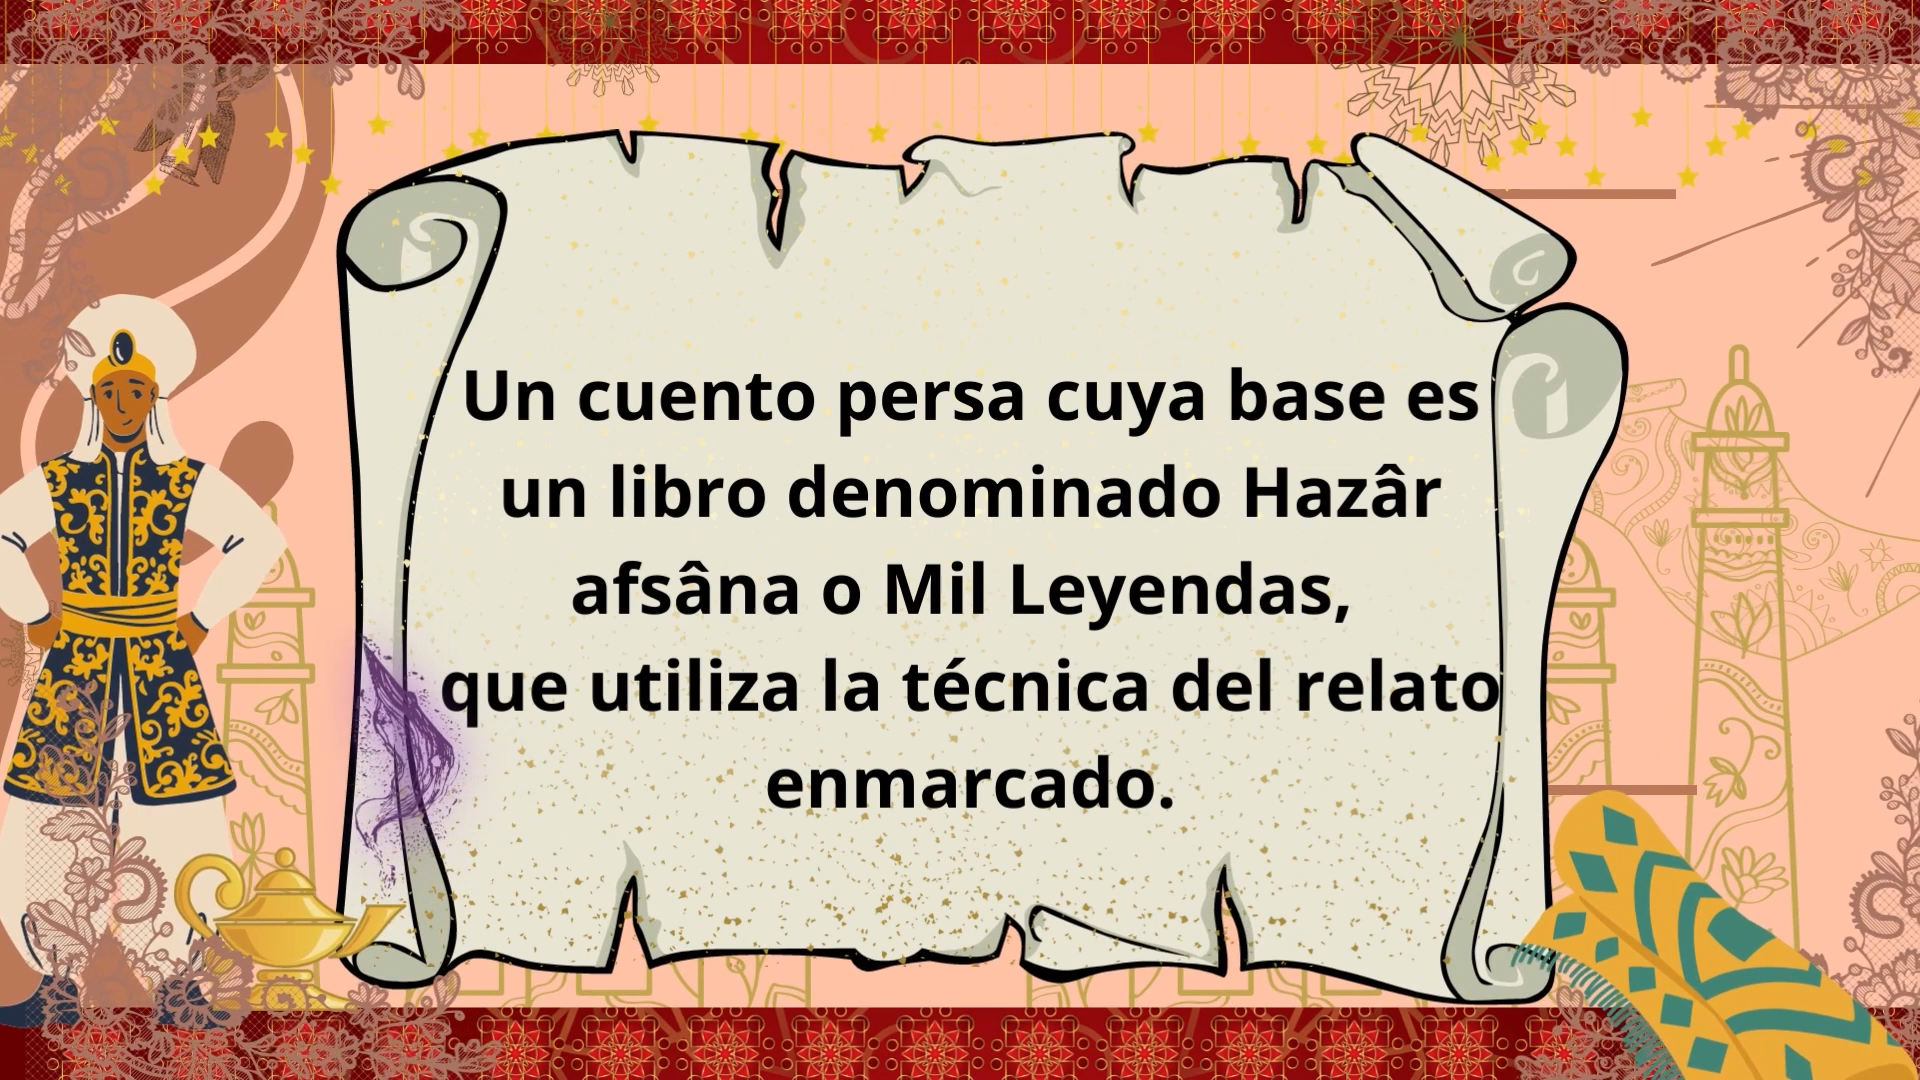 Un cuento persa cuya base es
un libro denominado Hazâr
afsâna o Mil Leyendas,
que utiliza la técnica del relato
enmarcado.